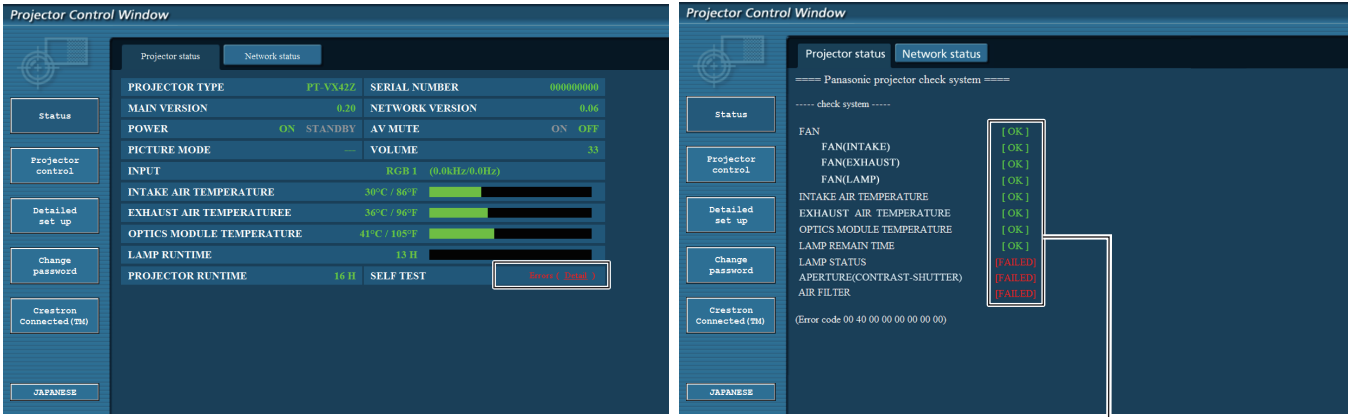 Projector Control Window
Projector status
Network status
Status
Projector
control
Detailed
set up
Change
password
Crestron
Connected(TM)
JAPANESE
PROJECTOR TYPE PT-VX42Z SERIAL NUMBER 000000000
MAIN VERSION 0.20 NETWORK VERSION 0.06
POWER ON STANDBY AV MUTE ON OFF
PICTURE MODE --- VOLUME 33
INPUT RGB 1 (0.0kHz/0.0Hz)
INTAKE AIR TEMPERATURE 30°C / 86°F
EXHAUST AIR TEMPERATUREE 36°C / 96°F
OPTICS MODULE TEMPERATURE 41°C / 105°F
LAMP RUNTIME 13 H
PROJECTOR RUNTIME 16 H SELF TEST
Projector Control Window
Projector status
Network status
Status
Projector
control
Detailed
set up
Change
password
Crestron
Connected(TM)
JAPANESE
==== Panasonic projector check system ====
----- check system -----
FAN [ OK ]
FAN(INTAKE) [ OK ]
FAN(EXHAUST) [ OK ]
FAN(LAMP) [ OK ]
INTAKE AIR TEMPERATURE [ OK ]
EXHAUST AIR TEMPERATURE [ OK ]
OPTICS MODULE TEMPERATURE [ OK ]
LAMP REMAIN TIME [ OK ]
LAMP STATUS [FAILED]
APERTURE(CONTRAST-SHUTTER) [FAILED]
AIR FILTER [FAILED]
(Error code 00 40 00 00 00 00 00 00)